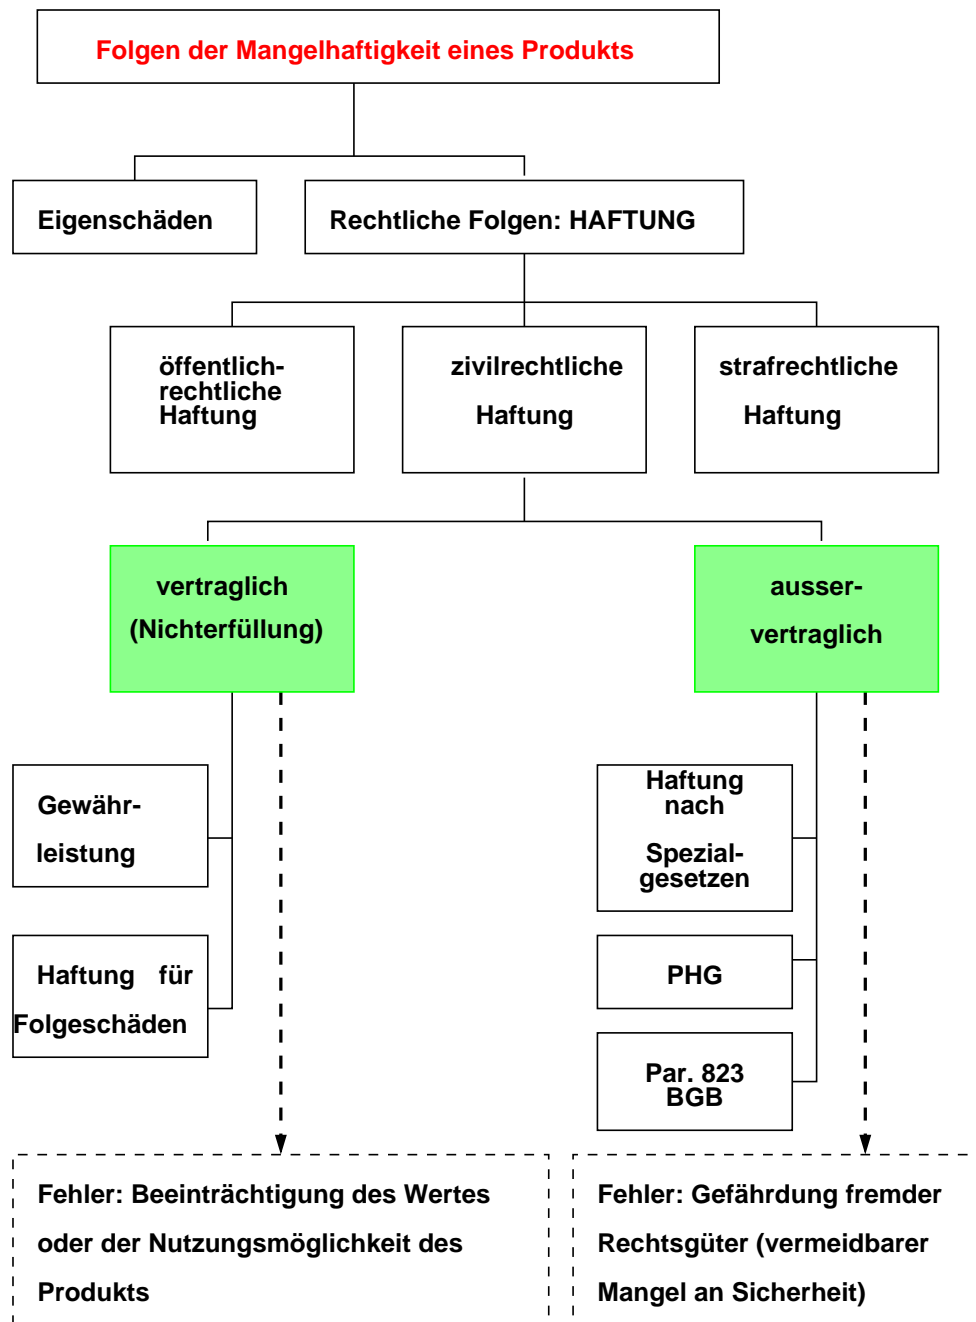 Folgen der Mangelhaftigkeit eines Produkts
Eigenschäden
Rechtliche Folgen: HAFTUNG
öffentlich-
rechtliche
Haftung
zivilrechtliche
Haftung
strafrechtliche
Haftung
vertraglich
(Nichterfüllung)
ausser-
vertraglich
Gewähr-
leistung
Haftung für
Folgeschäden
Haftung
nach
Spezial-
gesetzen
PHG
Par. 823
BGB
Fehler: Beeinträchtigung des Wertes
oder der Nutzungsmöglichkeit des
Produkts
Fehler: Gefährdung fremder
Rechtsgüter (vermeidbarer
Mangel an Sicherheit)